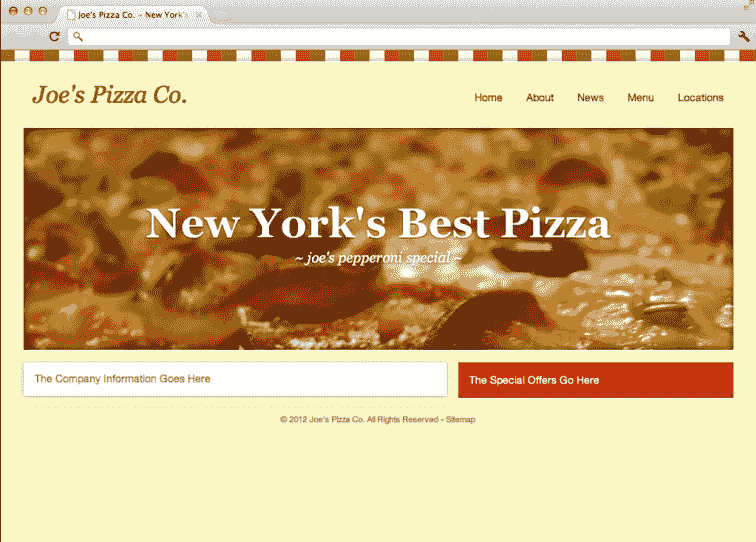 Joe's Pizza Co. – New York's
Joe's Pizza Co.
Home About News Menu Locations
New York's Best Pizza
~ joe's pepperoni special ~
The Company Information Goes Here
The Special Offers Go Here
© 2012 Joe's Pizza Co. All Rights Reserved - Sitemap